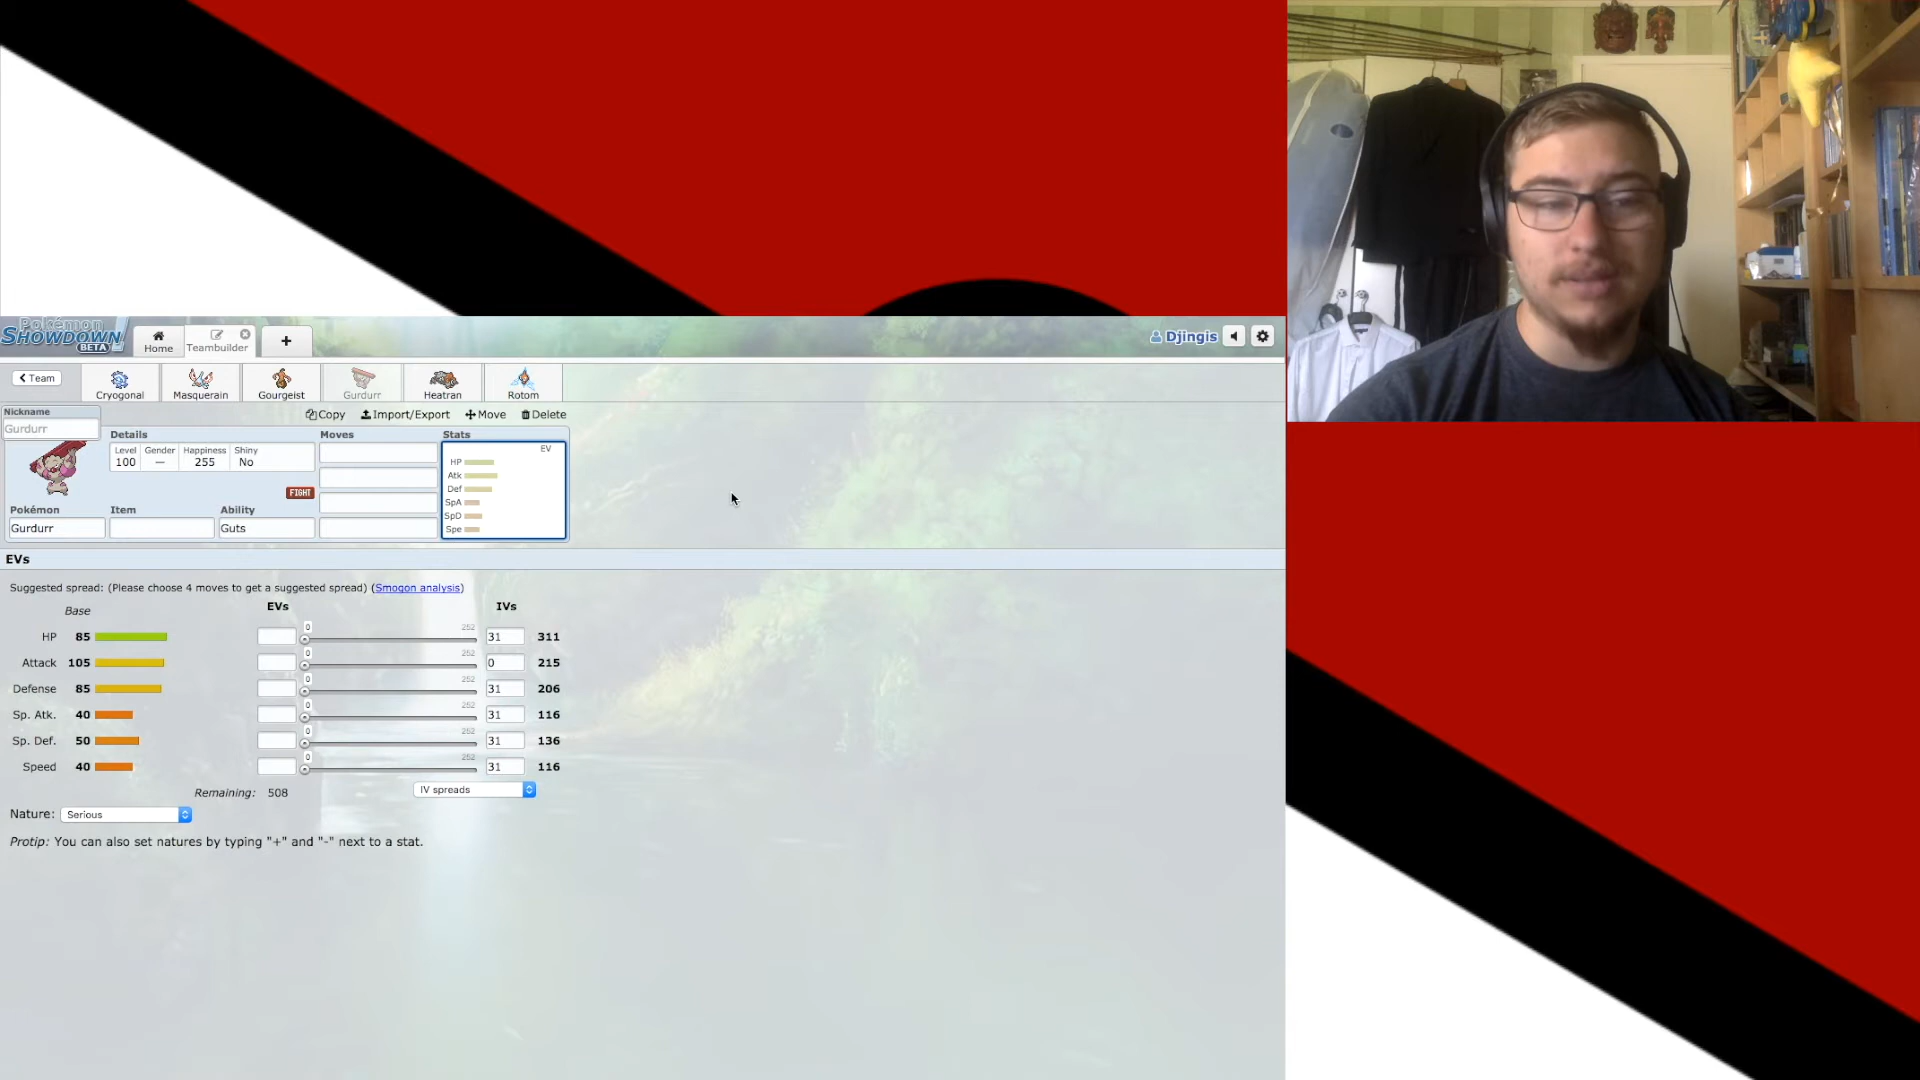 Pokémon
SHOWDOWN
BETA
Home
Teambuilder
+
Djingis
Team
Cryogonal
Masquerain
Gourgeist
Gurdurr
Heatran
Rotom
Nickname
Gurdurr
Copy
Import/Export
Move
Delete
Details
Moves
Stats
Level
Gender
Happiness
Shiny
100
—
255
No
EV
HP
Atk
Def
SpA
SpD
Spe
FIGHT
Pokémon
Item
Ability
Gurdurr
Guts
EVs
Suggested spread: (Please choose 4 moves to get a suggested spread) (Smogon analysis)
Base
EVs
IVs
HP 85 0 252 31 311
Attack 105 0 252 0 215
Defense 85 0 252 31 206
Sp. Atk. 40 0 252 31 116
Sp. Def. 50 0 252 31 136
Speed 40 0 252 31 116
Remaining: 508
IV spreads
Nature: Serious
Protip: You can also set natures by typing "+" and "-" next to a stat.